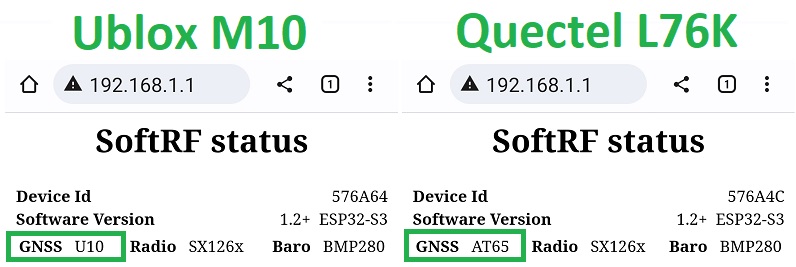 Ublox M10
192.168.1.1
1
SoftRF status
Device Id 576A64
Software Version 1.2+ ESP32-S3
GNSS U10 Radio SX126x Baro BMP280
Quectel L76K
192.168.1.1
1
SoftRF status
Device Id 576A4C
Software Version 1.2+ ESP32-S3
GNSS AT65 Radio SX126x Baro BMP280